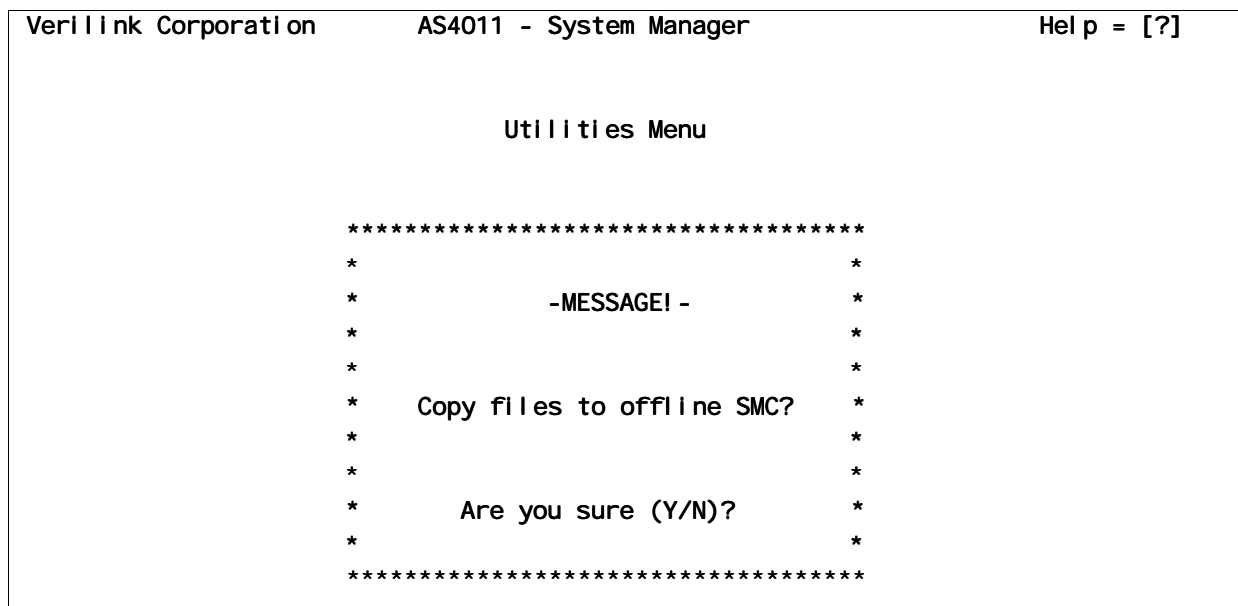 Verilink Corporation AS4011 - System Manager Help = [?]
Utilities Menu
************************************
* *
* -MESSAGE!- *
* *
* *
* Copy files to offline SMC? *
* *
* *
* Are you sure (Y/N)? *
* *
************************************